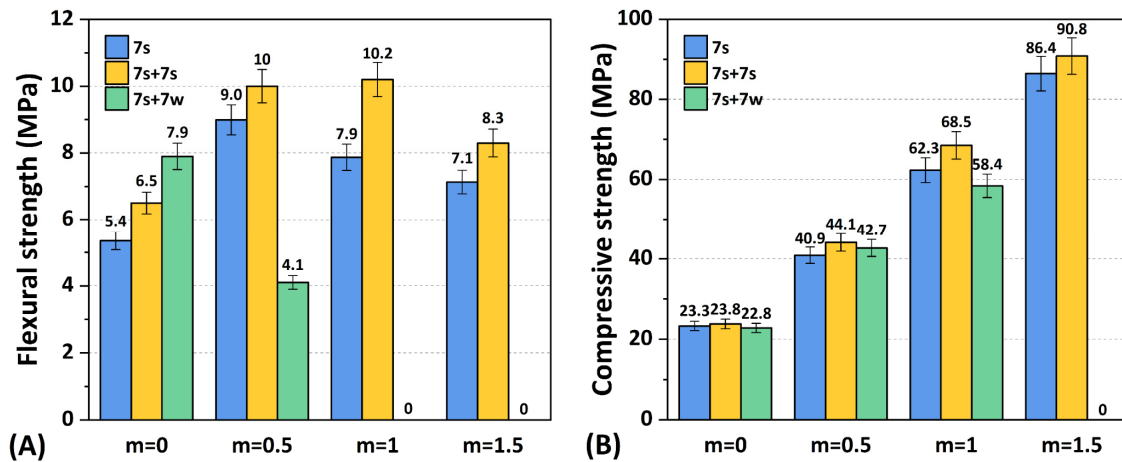 12
10
8
6
4
2
0
Flexural strength (MPa)
7s
7s+7s
7s+7w
5.4
6.5
7.9
9.0
10
4.1
7.9
10.2
0
7.1
8.3
0
m=0
m=0.5
m=1
m=1.5
(A)
100
80
60
40
20
0
Compressive strength (MPa)
7s
7s+7s
7s+7w
23.3
23.8
22.8
40.9
44.1
42.7
62.3
68.5
58.4
86.4
90.8
0
m=0
m=0.5
m=1
m=1.5
(B)